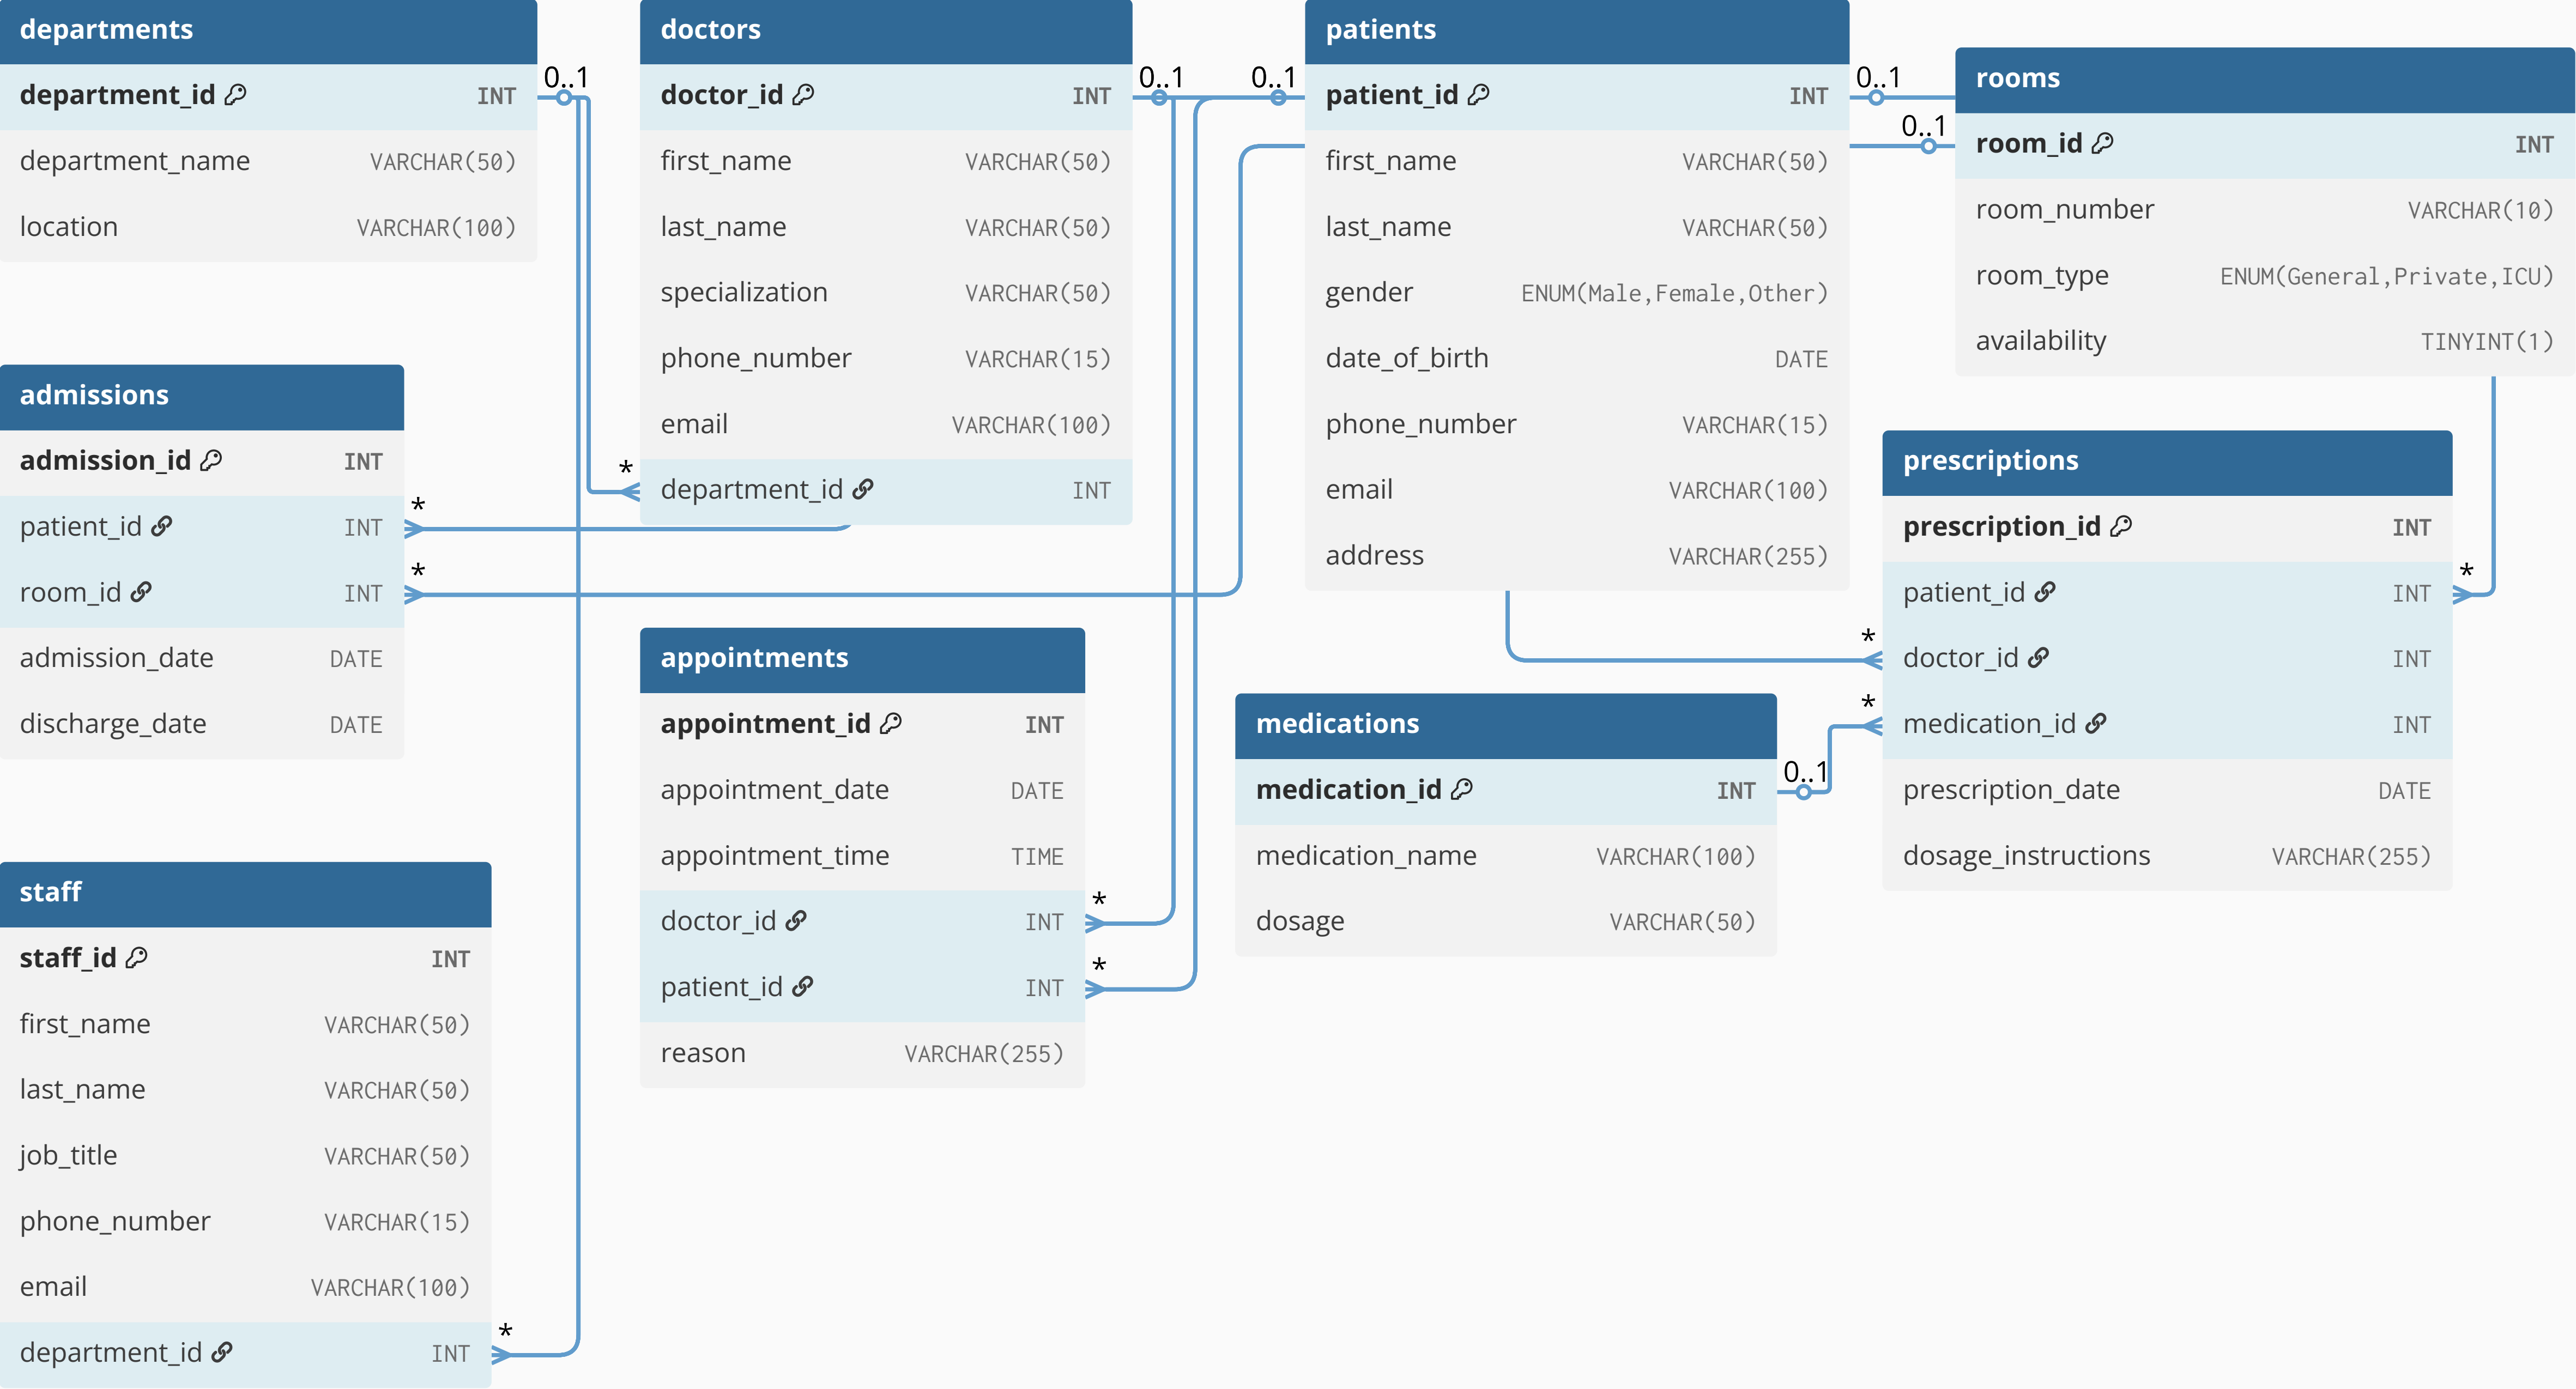 departments
department_id INT
department_name VARCHAR(50)
location VARCHAR(100)
0..1
doctors
doctor_id INT
first_name VARCHAR(50)
last_name VARCHAR(50)
specialization VARCHAR(50)
phone_number VARCHAR(15)
email VARCHAR(100)
* department_id INT
0..1
0..1
patients
patient_id INT
first_name VARCHAR(50)
last_name VARCHAR(50)
gender ENUM(Male,Female,Other)
date_of_birth DATE
phone_number VARCHAR(15)
email VARCHAR(100)
address VARCHAR(255)
0..1
0..1
rooms
room_id INT
room_number VARCHAR(10)
room_type ENUM(General,Private,ICU)
availability TINYINT(1)
admissions
admission_id INT
patient_id INT *
room_id INT *
admission_date DATE
discharge_date DATE
prescriptions
prescription_id INT
patient_id INT *
* doctor_id INT
* medication_id INT
prescription_date DATE
dosage_instructions VARCHAR(255)
appointments
appointment_id INT
appointment_date DATE
appointment_time TIME
doctor_id INT *
patient_id INT *
reason VARCHAR(255)
medications
medication_id INT 0..1
medication_name VARCHAR(100)
dosage VARCHAR(50)
staff
staff_id INT
first_name VARCHAR(50)
last_name VARCHAR(50)
job_title VARCHAR(50)
phone_number VARCHAR(15)
email VARCHAR(100)
department_id INT *